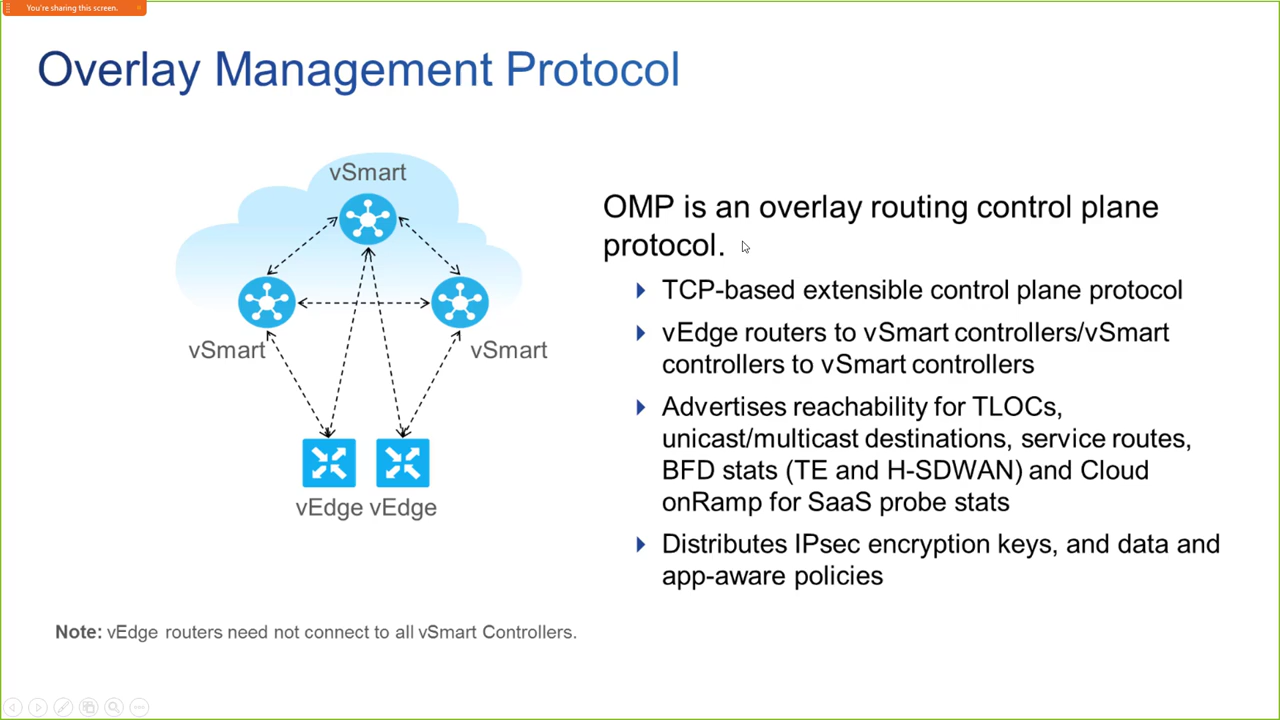 You're sharing this screen.
Overlay Management Protocol
vSmart
OMP is an overlay routing control plane
protocol.
TCP-based extensible control plane protocol
vEdge routers to vSmart controllers/vSmart
controllers to vSmart controllers
vSmart
vSmart
Advertises reachability for TLOCs,
unicast/multicast destinations, service routes,
BFD stats (TE and H-SDWAN) and Cloud
onRamp for SaaS probe stats
vEdge vEdge
Distributes IPsec encryption keys, and data and
app-aware policies
Note: vEdge routers need not connect to all vSmart Controllers.